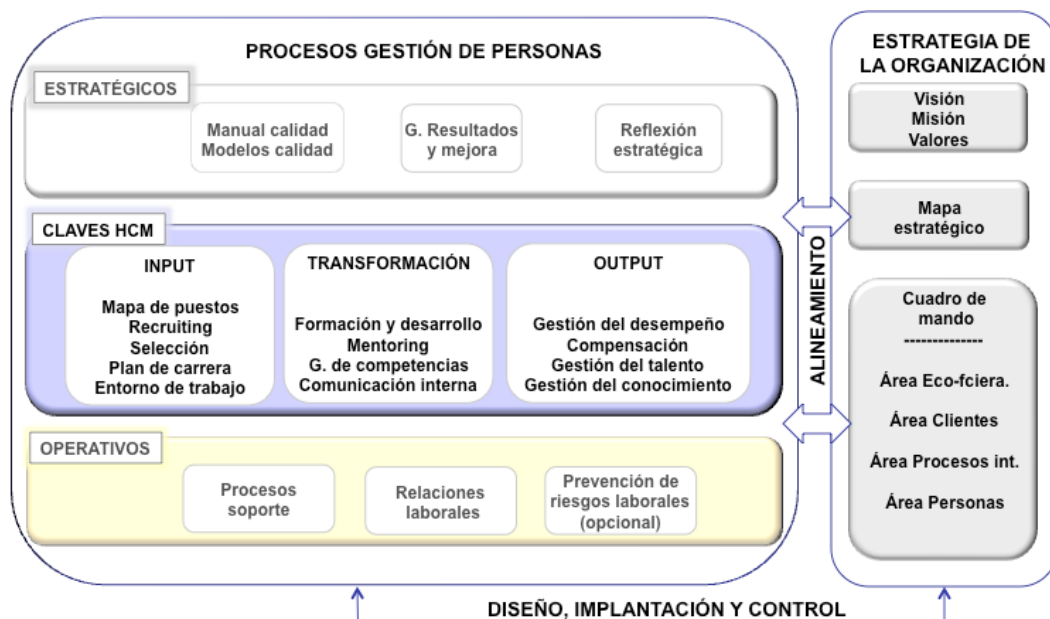 PROCESOS GESTIÓN DE PERSONAS
ESTRATÉGICOS
Manual calidad
Modelos calidad
G. Resultados
y mejora
Reflexión
estratégica
CLAVES HCM
INPUT
Mapa de puestos
Recruiting
Selección
Plan de carrera
Entorno de trabajo
TRANSFORMACIÓN
Formación y desarrollo
Mentoring
G. de competencias
Comunicación interna
OUTPUT
Gestión del desempeño
Compensación
Gestión del talento
Gestión del conocimiento
OPERATIVOS
Procesos
soporte
Relaciones
laborales
Prevención de
riesgos laborales
(opcional)
ALINEAMIENTO
ESTRATEGIA DE
LA ORGANIZACIÓN
Visión
Misión
Valores
Mapa
estratégico
Cuadro de
mando
--------------
Área Eco-fciera.
Área Clientes
Área Procesos int.
Área Personas
DISEÑO, IMPLANTACIÓN Y CONTROL